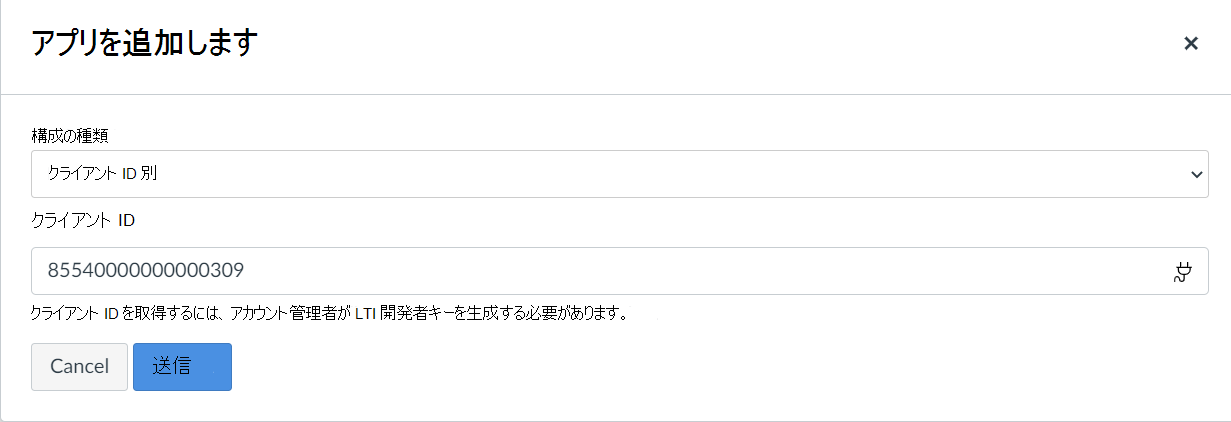 アプリを追加します
構成の種類
クライアント ID 別
クライアント ID
85540000000000309
クライアント ID を取得するには、アカウント管理者が LTI 開発者キーを生成する必要があります。
Cancel 送信